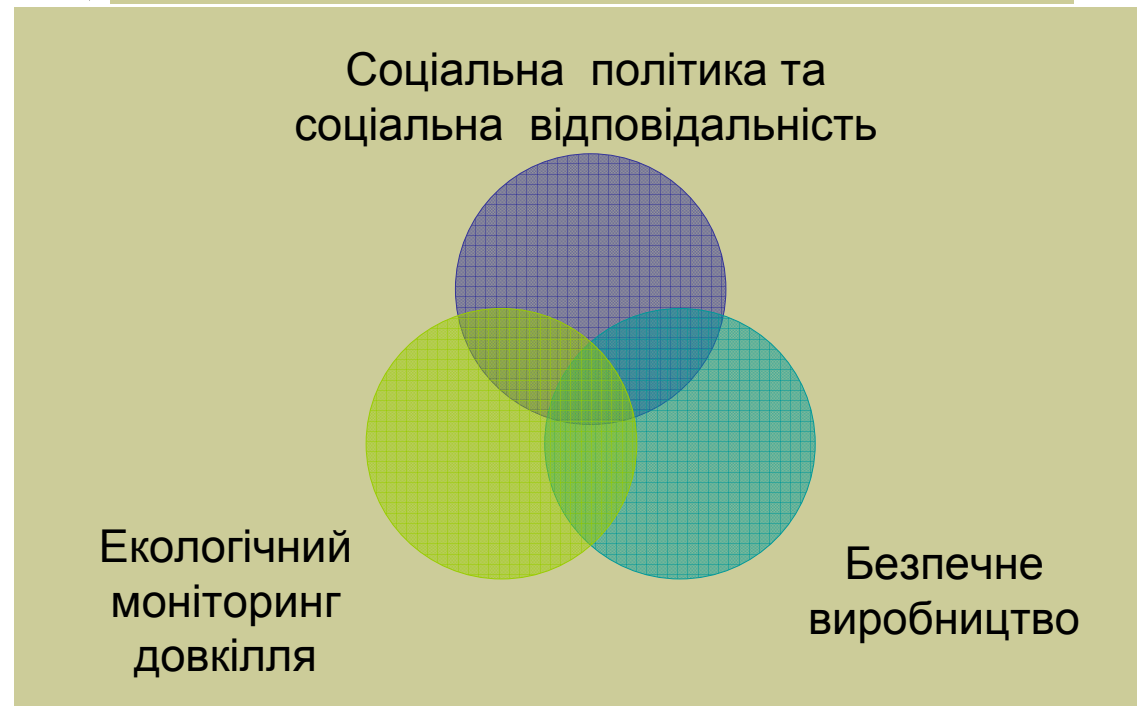 Соціальна політика та
соціальна відповідальність
Екологічний
моніторинг
довкілля
Безпечне
виробництво